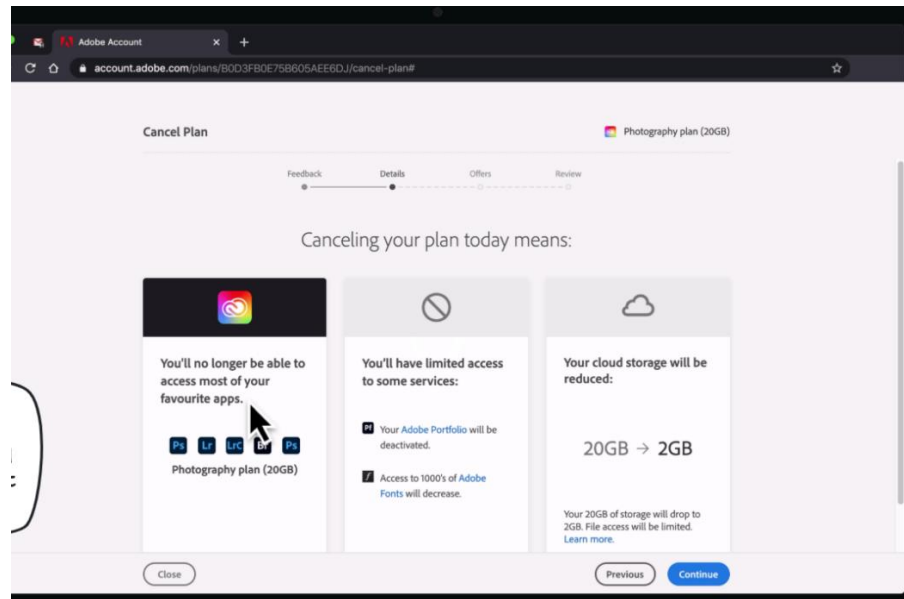 Adobe Account
account.adobe.com/plans/B0D3FB0E75B605AEE6DJ/cancel-plan#
Cancel Plan
Photography plan (20GB)
Feedback Details Offers Review
Canceling your plan today means:
You'll no longer be able to
access most of your
favourite apps.
Ps Lr LrC Br Ps
Photography plan (20GB)
You'll have limited access
to some services:
Pf Your Adobe Portfolio will be
deactivated.
f Access to 1000's of Adobe
Fonts will decrease.
Your cloud storage will be
reduced:
20GB → 2GB
Your 20GB of storage will drop to
2GB. File access will be limited.
Learn more.
Close
Previous
Continue